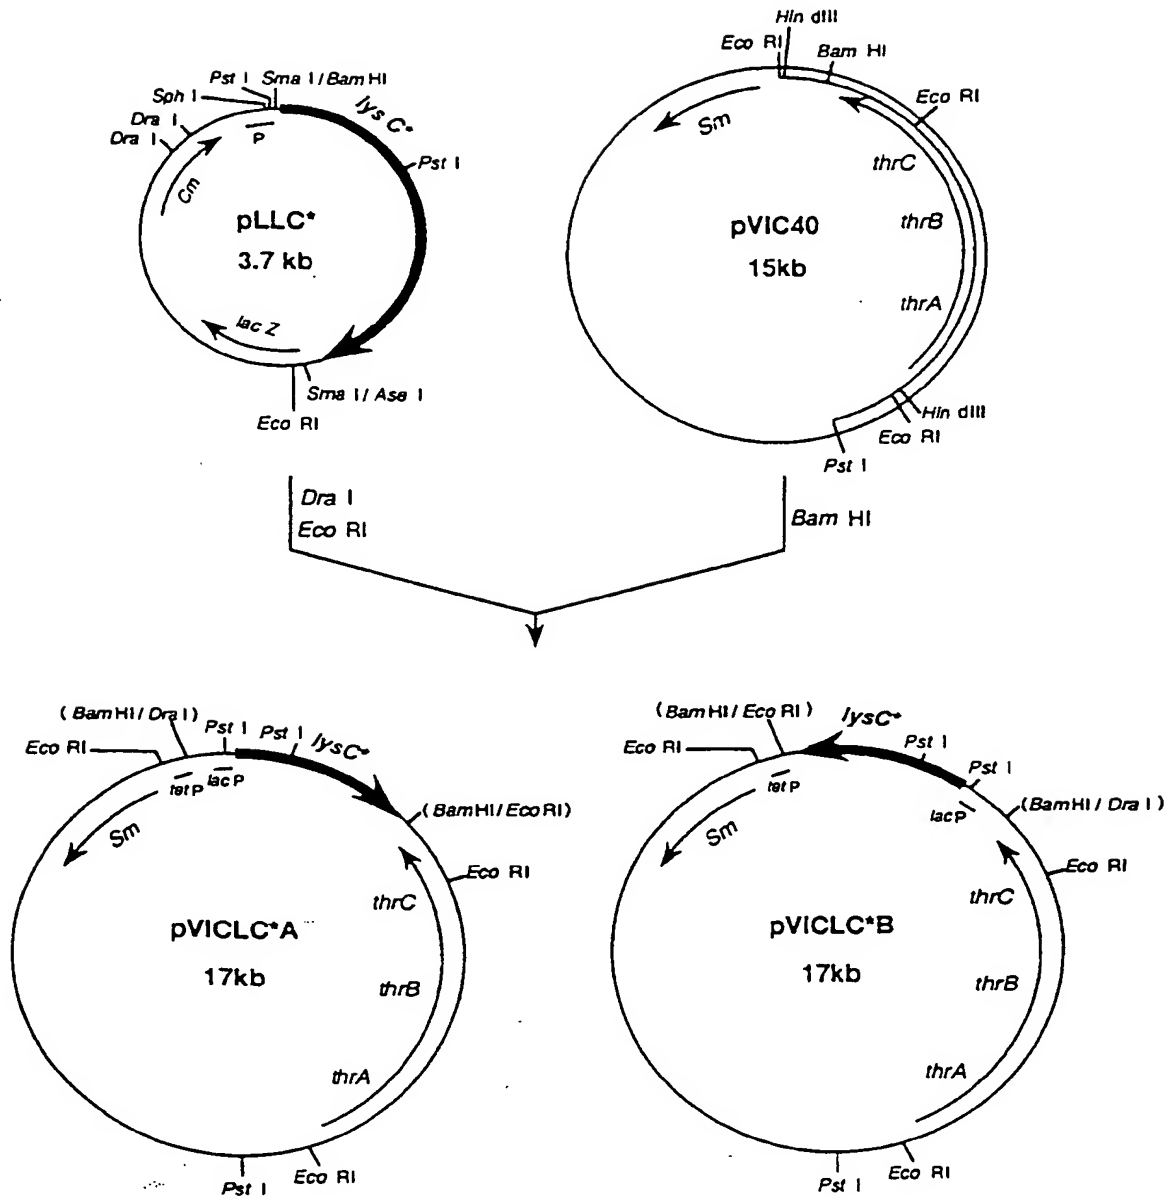 Pst I
Sma I / Bam HI
Sph I
lys C*
Dra I
Dra I
P
Pst I
Cm
pLLC*
3.7 kb
lac Z
Sma I / Ase I
Eco RI
Hin dIII
Eco RI
Bam HI
Eco RI
Sm
thrC
pVIC40
thrB
15kb
thrA
Hin dIII
Eco RI
Pst I
Dra I
Eco RI
Bam HI
( BamHI / Dra I )
Pst I
Pst I
lysC*
Eco RI
tet P
lac P
( BamHI / EcoRI )
Sm
Eco RI
thrC
pVICLC*A
17kb
thrB
thrA
Eco RI
Pst I
(BamHI / Eco RI )
lysC*
Pst I
Eco RI
Pst I
tet P
lac P
(BamHI / Dra I )
Sm
Eco RI
thrC
pVICLC*B
17kb
thrB
thrA
Eco RI
Pst I